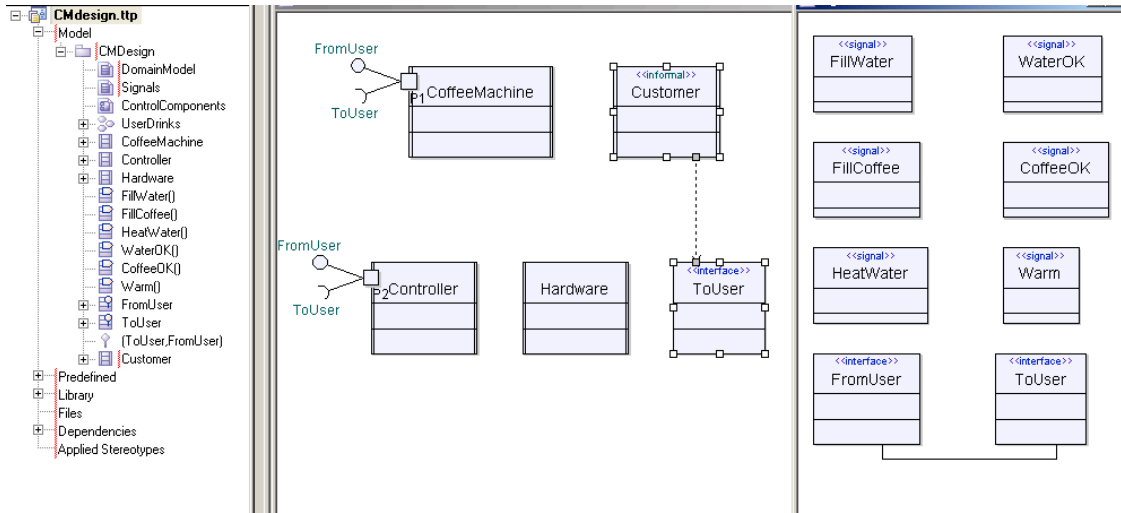 CMdesign.ttp
Model
CMDesign
DomainModel
Signals
ControlComponents
UserDrinks
CoffeeMachine
Controller
Hardware
FillWater()
FillCoffee()
HeatWater()
WaterOK()
CoffeeOK()
Warm()
FromUser
ToUser
(ToUser,FromUser)
Customer
Predefined
Library
Files
Dependencies
Applied Stereotypes
FromUser
P1
CoffeeMachine
ToUser
<<informal>>
Customer
FromUser
P2
Controller
ToUser
Hardware
<<interface>>
ToUser
<<signal>>
FillWater
<<signal>>
WaterOK
<<signal>>
FillCoffee
<<signal>>
CoffeeOK
<<signal>>
HeatWater
<<signal>>
Warm
<<interface>>
FromUser
<<interface>>
ToUser